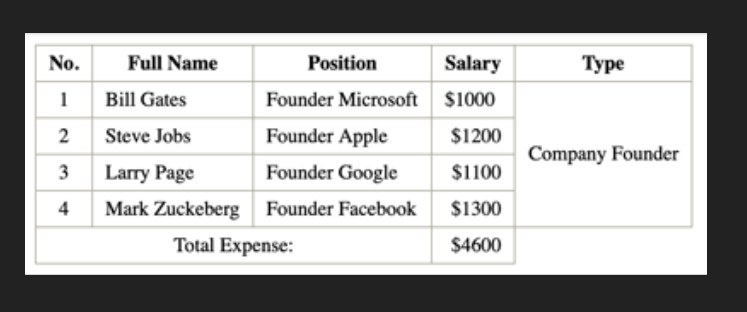 No. Full Name Position Salary Type
1 Bill Gates Founder Microsoft $1000
2 Steve Jobs Founder Apple $1200
Company Founder
3 Larry Page Founder Google $1100
4 Mark Zuckeberg Founder Facebook $1300
Total Expense: $4600